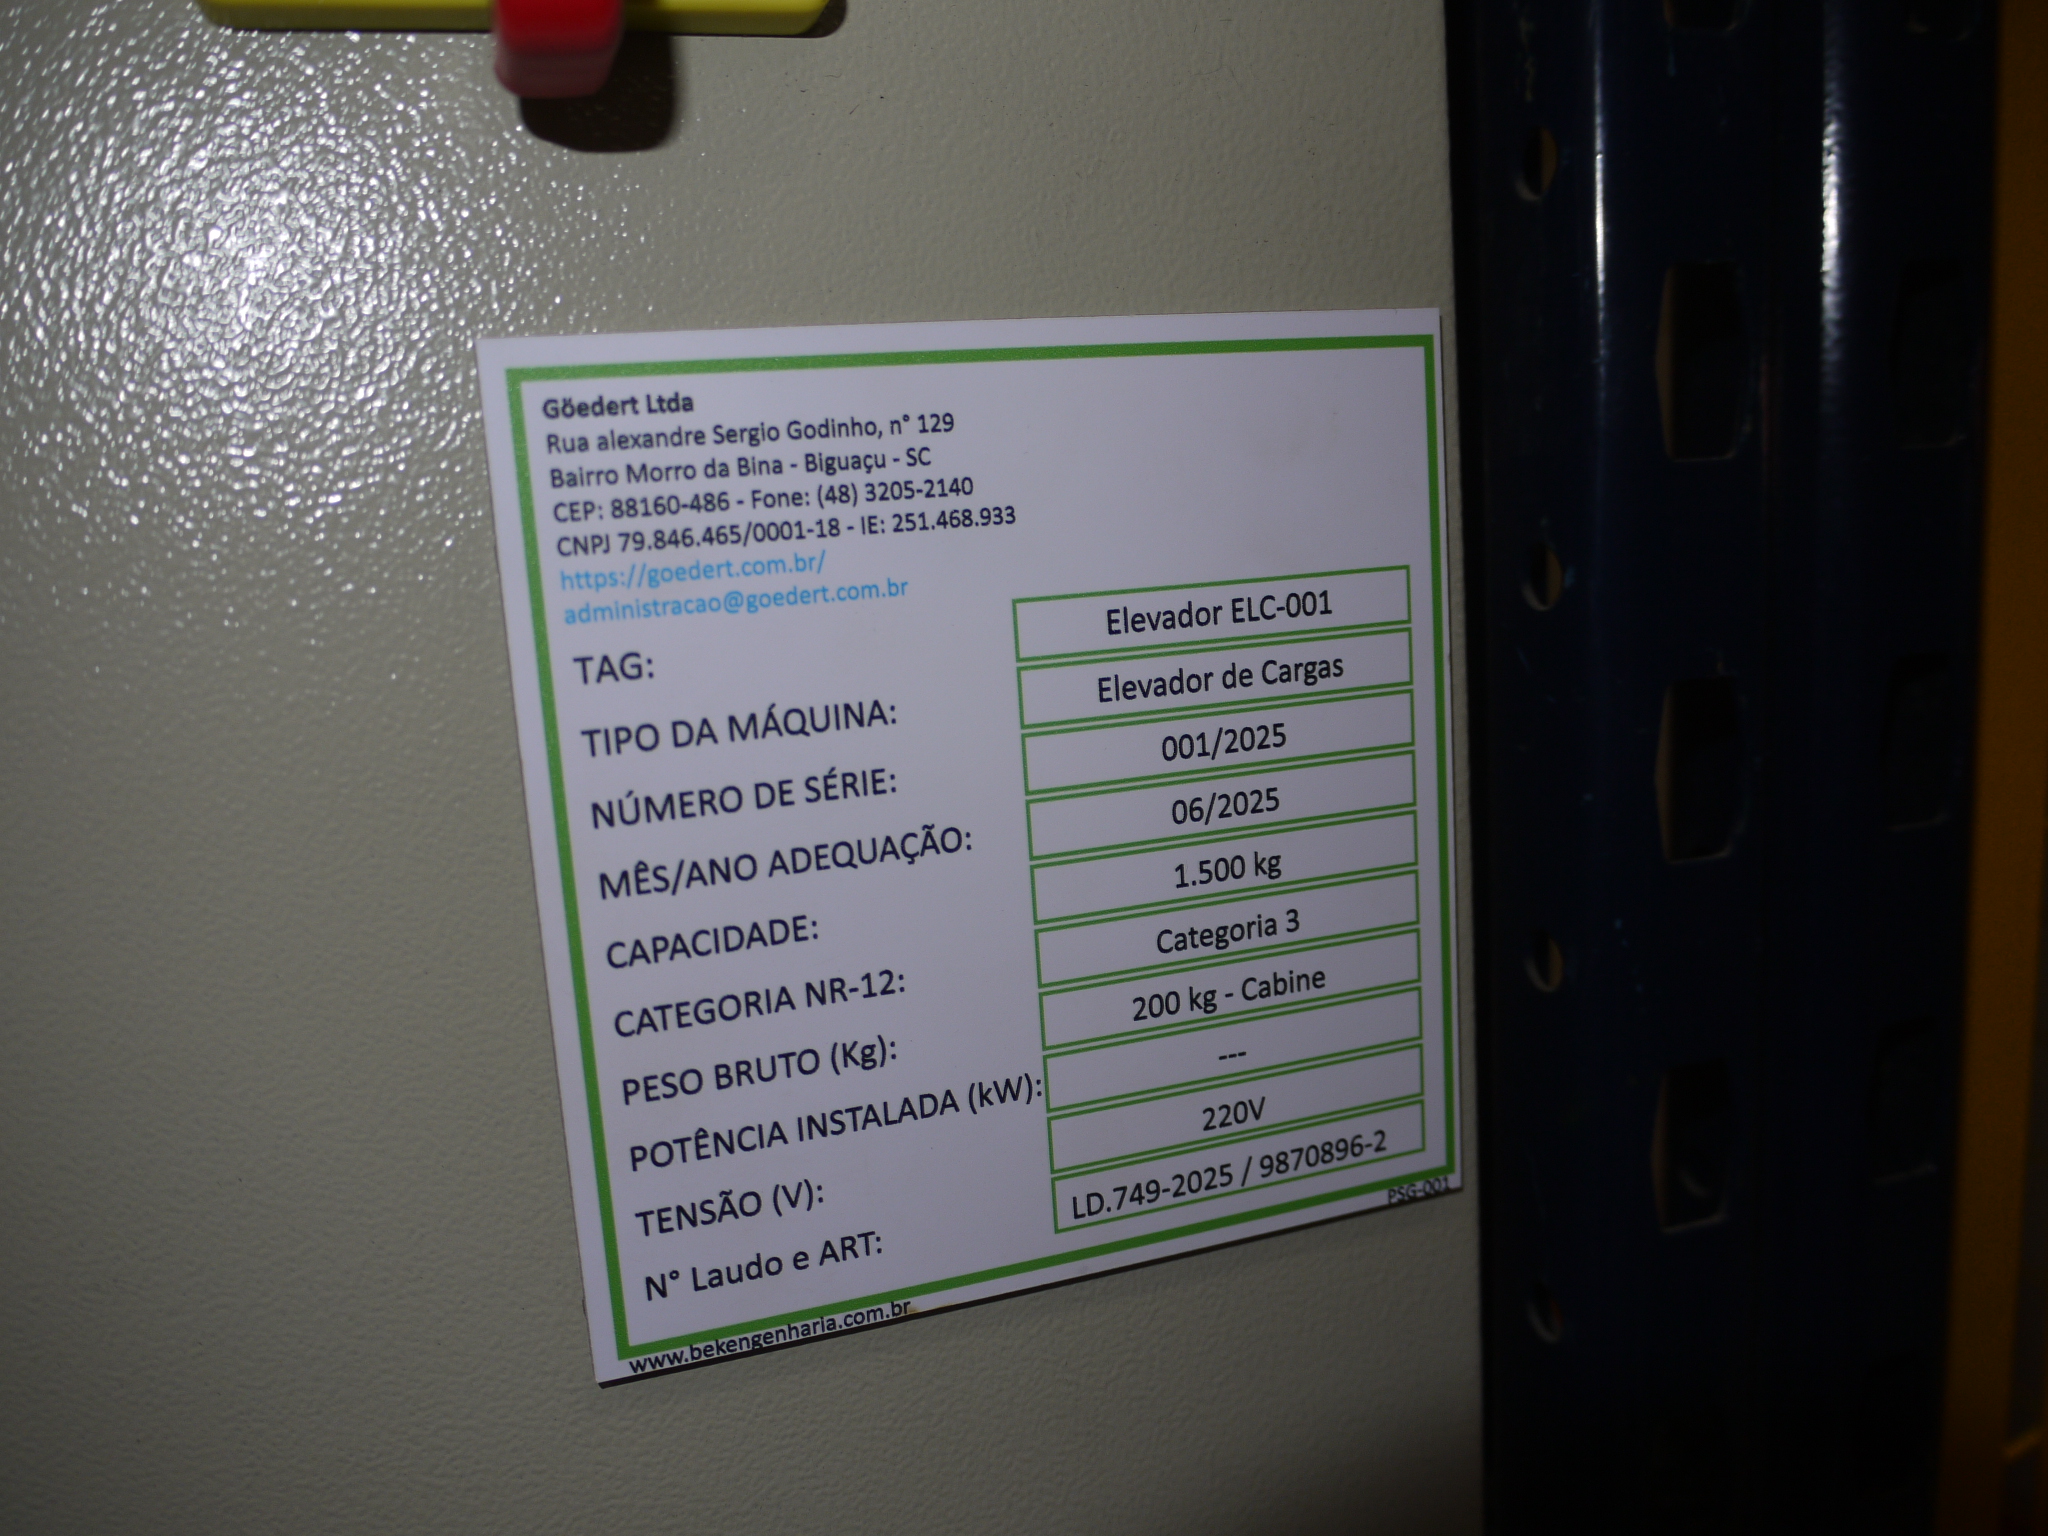 Göedert Ltda
Rua alexandre Sergio Godinho, n° 129
Bairro Morro da Bina - Biguaçu - SC
CEP: 88160-486 - Fone: (48) 3205-2140
CNPJ 79.846.465/0001-18 - IE: 251.468.933
https://goedert.com.br/
administracao@goedert.com.br
TAG: Elevador ELC-001
TIPO DA MÁQUINA: Elevador de Cargas
NÚMERO DE SÉRIE: 001/2025
MÊS/ANO ADEQUAÇÃO: 06/2025
CAPACIDADE: 1.500 kg
CATEGORIA NR-12: Categoria 3
PESO BRUTO (Kg): 200 kg - Cabine
POTÊNCIA INSTALADA (kW): ---
TENSÃO (V): 220V
N° Laudo e ART: LD.749-2025 / 9870896-2
www.bekengenharia.com.br PSG-001